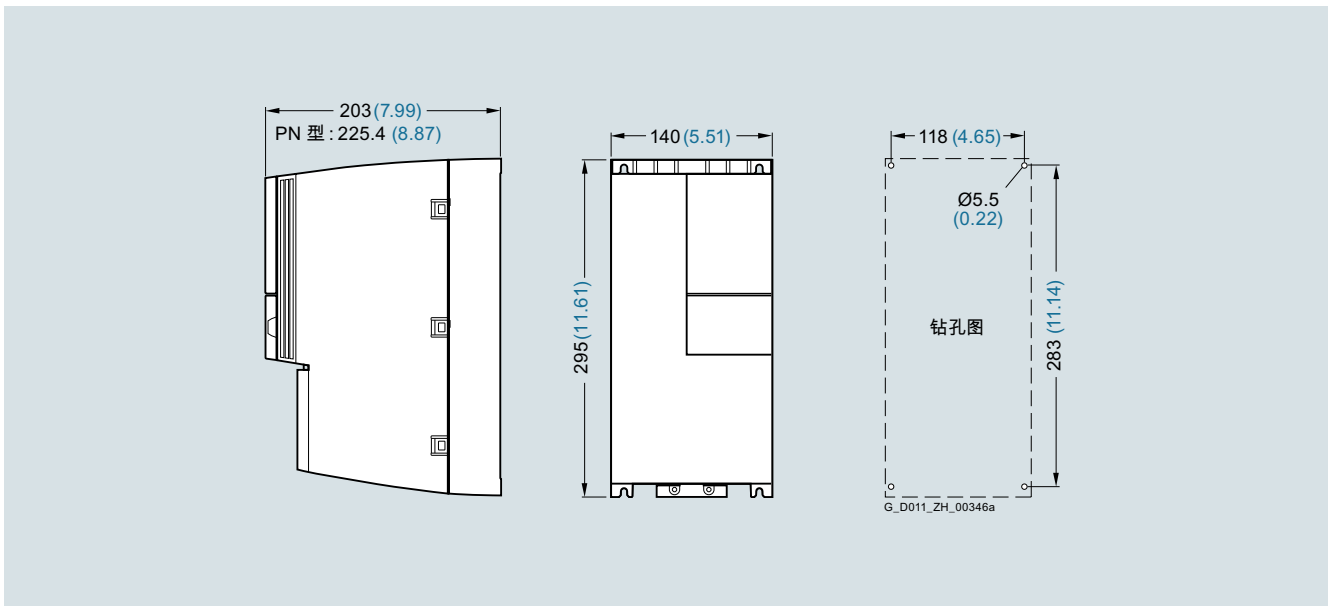 203 (7.99)
PN 型 : 225.4 (8.87)
140 (5.51)
295 (11.61)
118 (4.65)
Ø5.5
(0.22)
钻孔图
283 (11.14)
G_D011_ZH_00346a